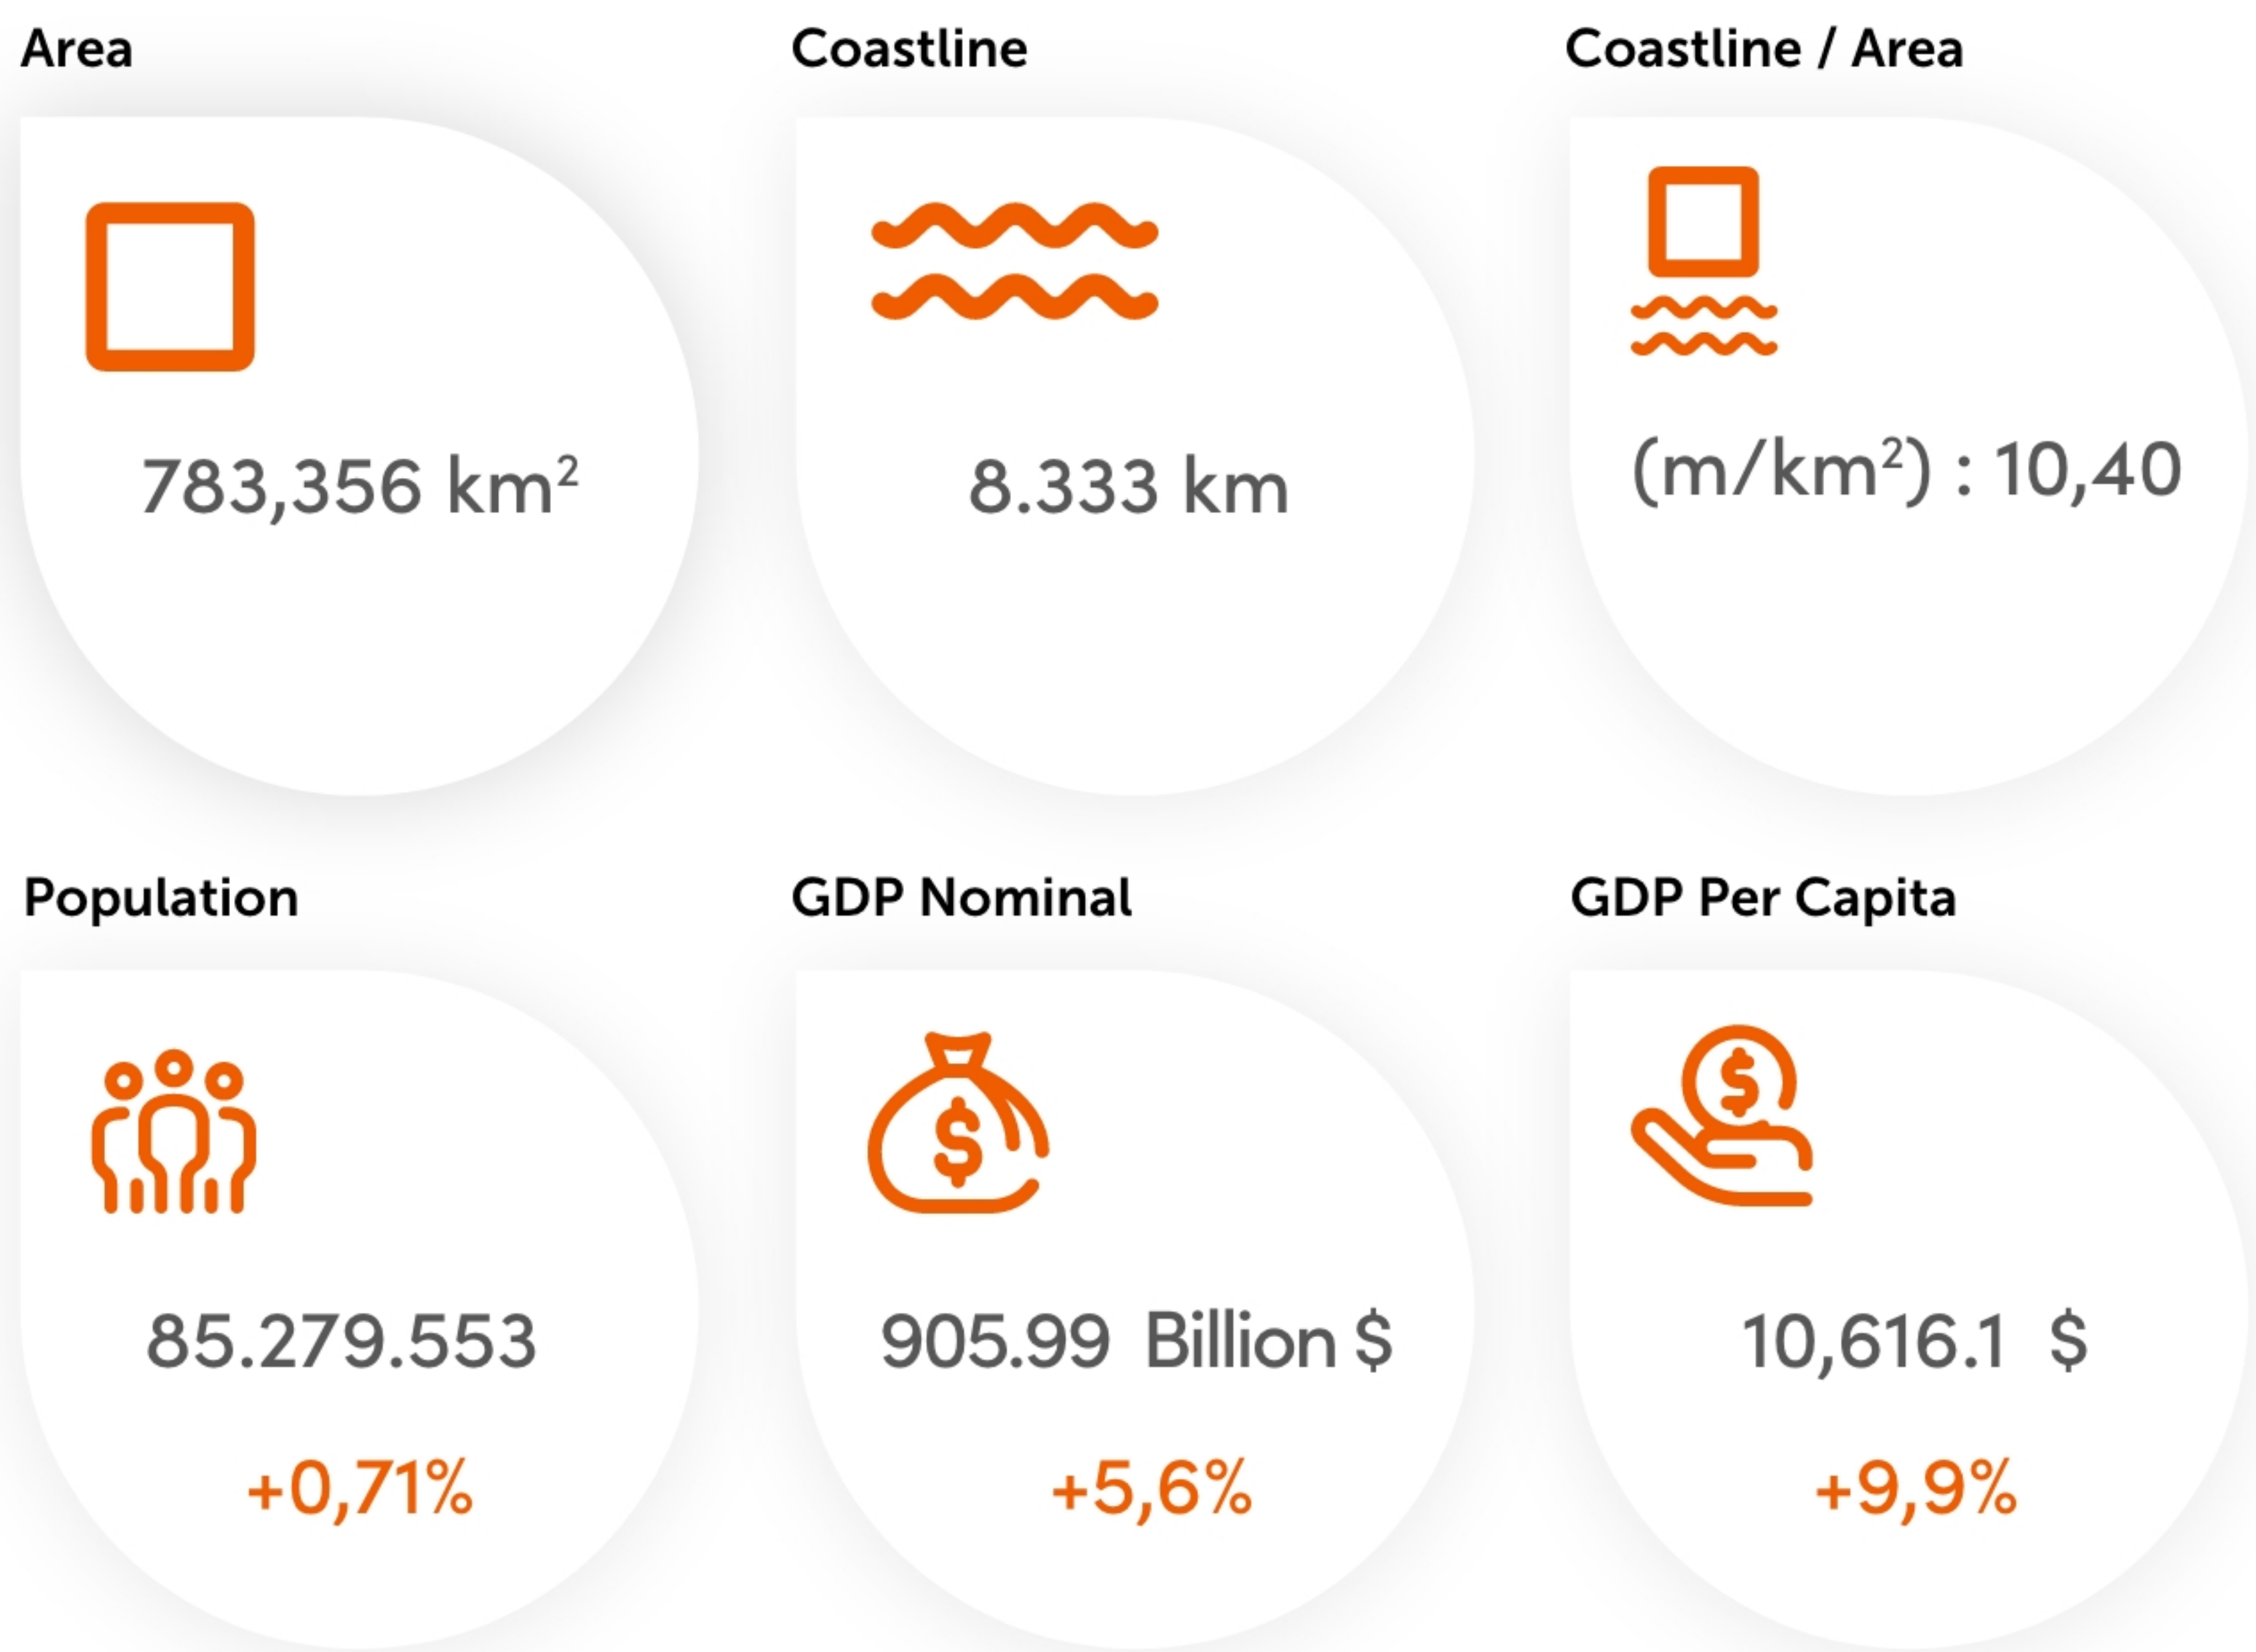 Area
Coastline
Coastline / Area
783,356 km²
8.333 km
(m/km²) : 10,40
Population
GDP Nominal
GDP Per Capita
85.279.553
905.99 Billion $
10,616.1 $
+0,71%
+5,6%
+9,9%